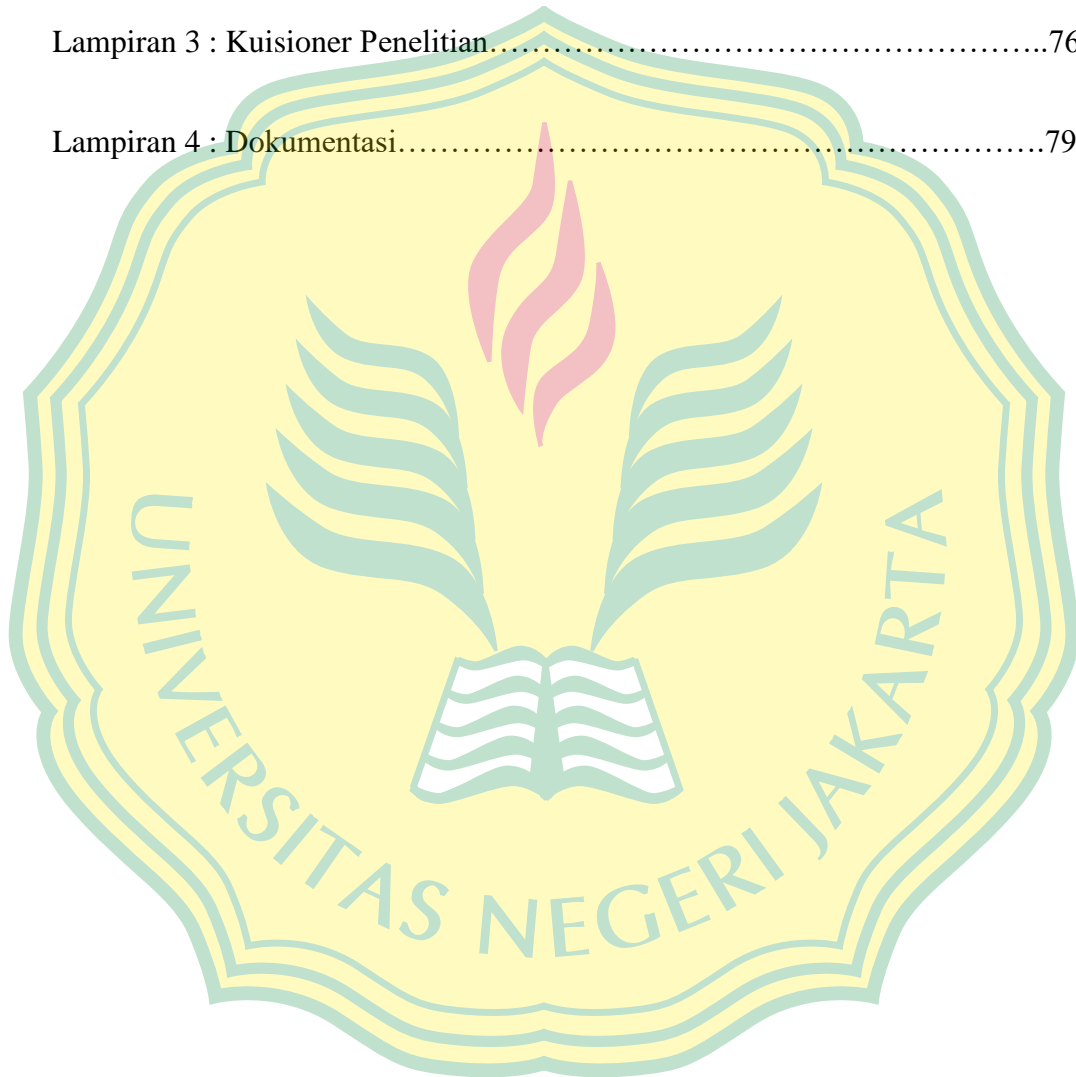 Lampiran 3 : Kuisioner Penelitian……………………………………………..76
Lampiran 4 : Dokumentasi…………………………………………………….79
UNIVERSITAS NEGERI JAKARTA